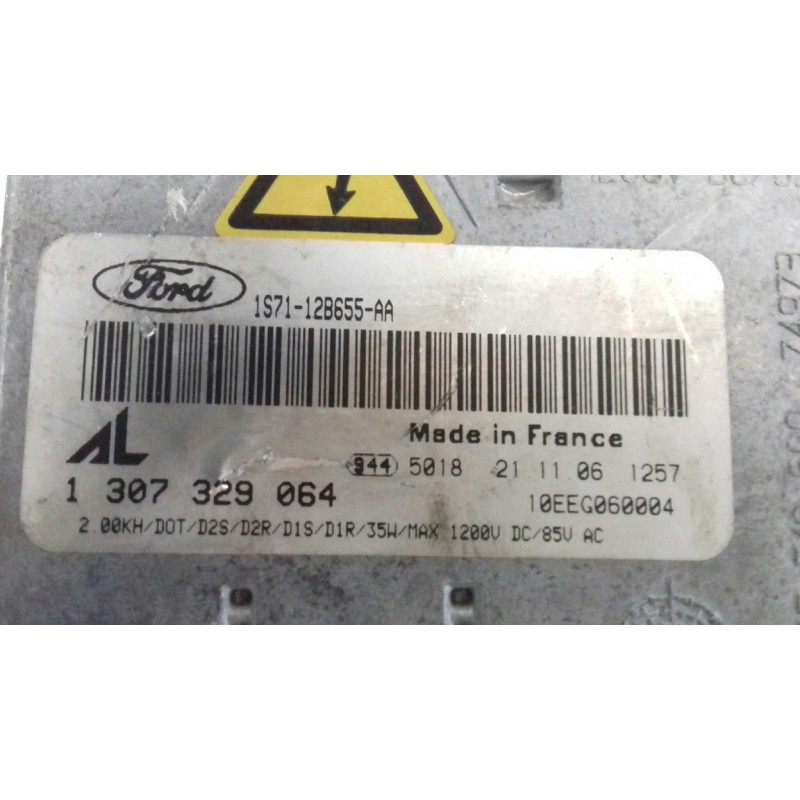 Ford
1S71-12B655-AA
AL
Made in France
944 5018 21 11 06 1257
1 307 329 064
10EEG060004
2.00KH/DOT/D2S/D2R/D1S/D1R/35W/MAX 1200V DC/85V AC